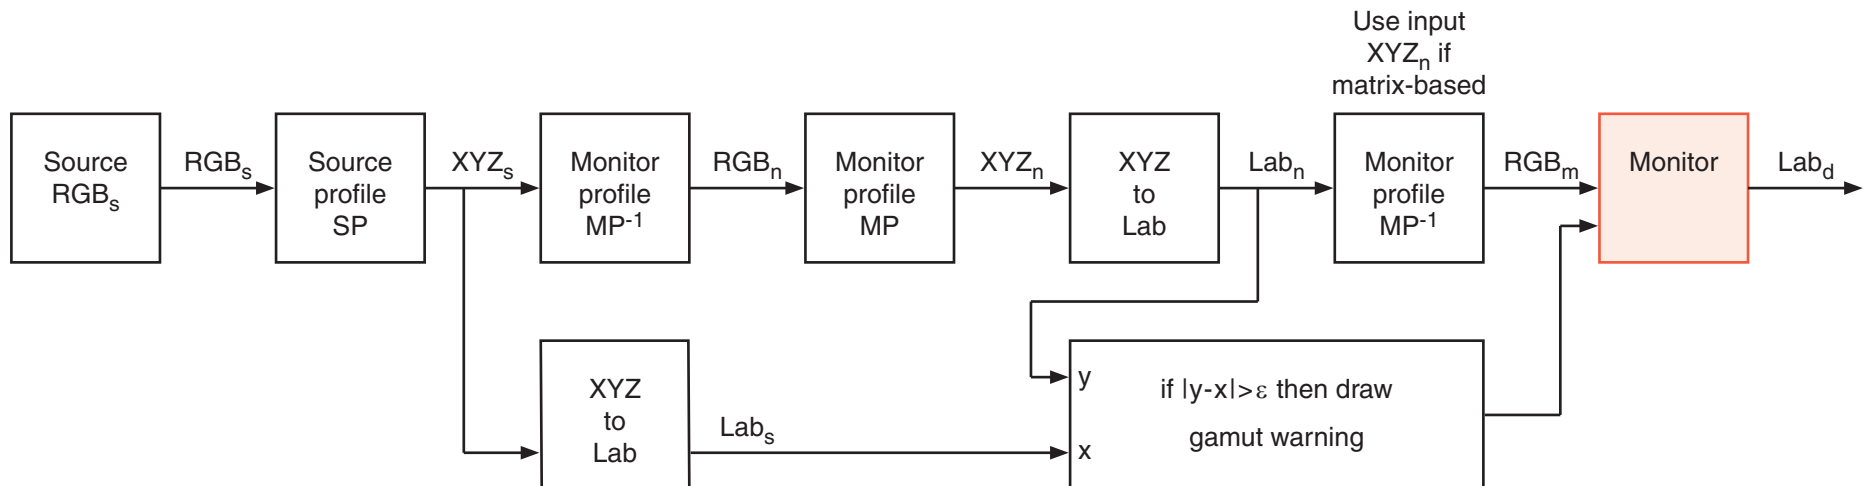 Use input
XYZn if
matrix-based
Source
RGBs
RGBs
Source
profile
SP
XYZs
Monitor
profile
MP-1
RGBn
Monitor
profile
MP
XYZn
XYZ
to
Lab
Labn
Monitor
profile
MP-1
RGBm
Monitor
Labd
XYZ
to
Lab
Labs
y
x
if |y-x|>ε then draw
gamut warning